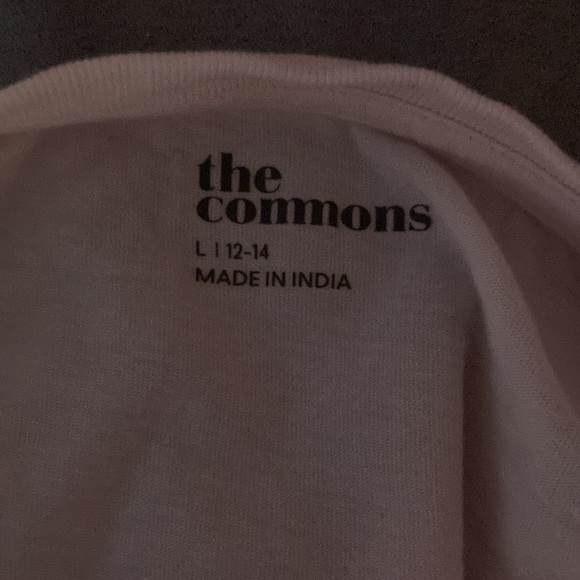 the
commons
L | 12-14
MADE IN INDIA